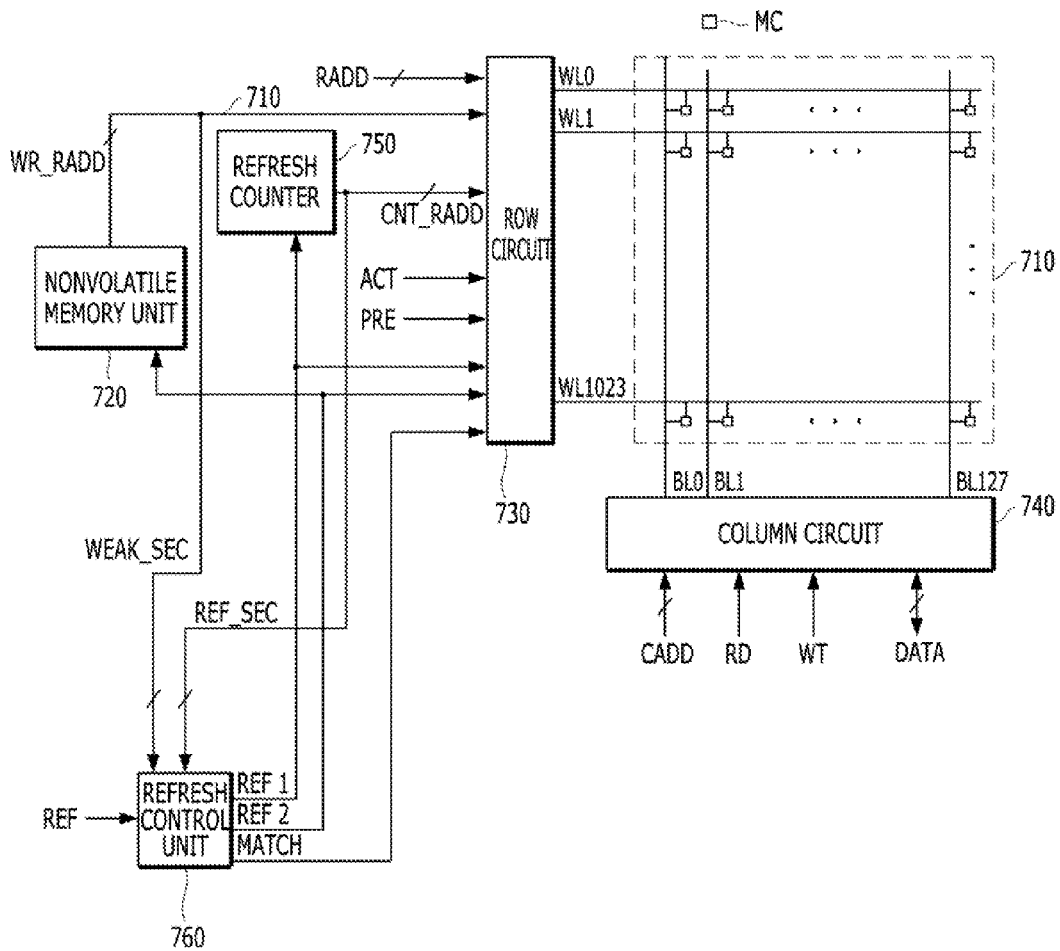 MC
RADD
710
WL0
WL1
WR_RADD
750
REFRESH
COUNTER
CNT_RADD
ROW
CIRCUIT
710
NONVOLATILE
MEMORY UNIT
ACT
PRE
720
WL1023
730
BL0
BL1
BL127
740
COLUMN CIRCUIT
WEAK_SEC
REF_SEC
CADD
RD
WT
DATA
REFRESH
CONTROL
UNIT
REF 1
REF 2
MATCH
REF
760